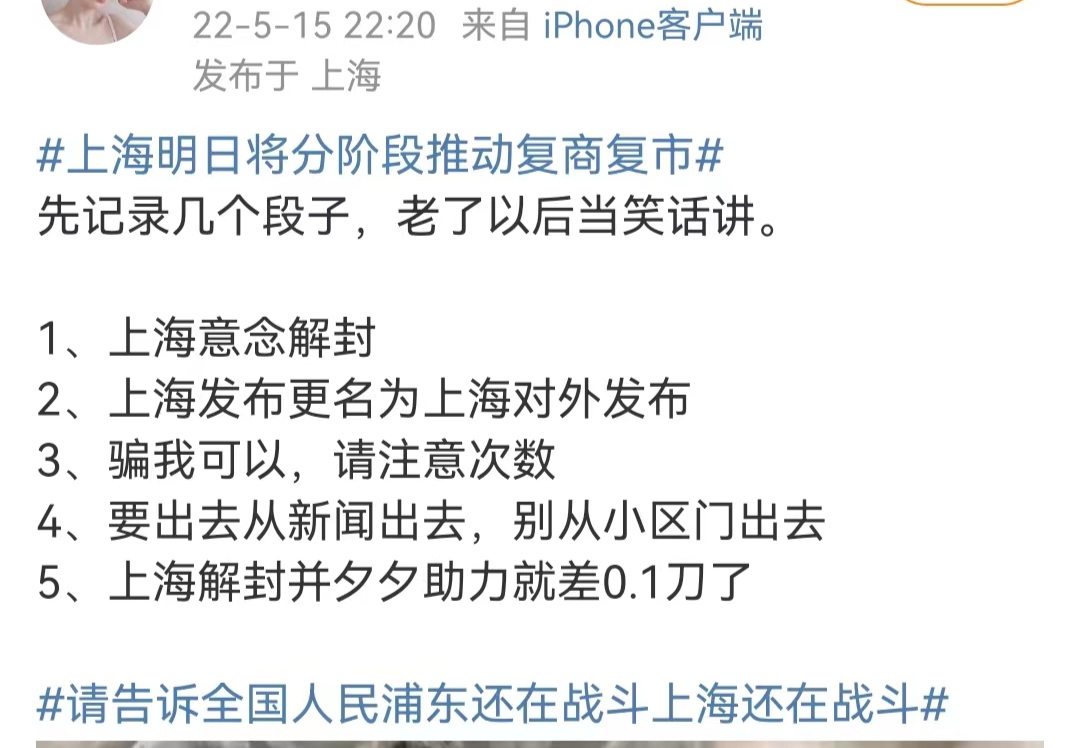 22-5-15 22:20 来自 iPhone客户端
发布于 上海
#上海明日将分阶段推动复商复市#
先记录几个段子，老了以后当笑话讲。
1、上海意念解封
2、上海发布更名为上海对外发布
3、骗我可以，请注意次数
4、要出去从新闻出去，别从小区门出去
5、上海解封并夕夕助力就差0.1刀了
#请告诉全国人民浦东还在战斗上海还在战斗#